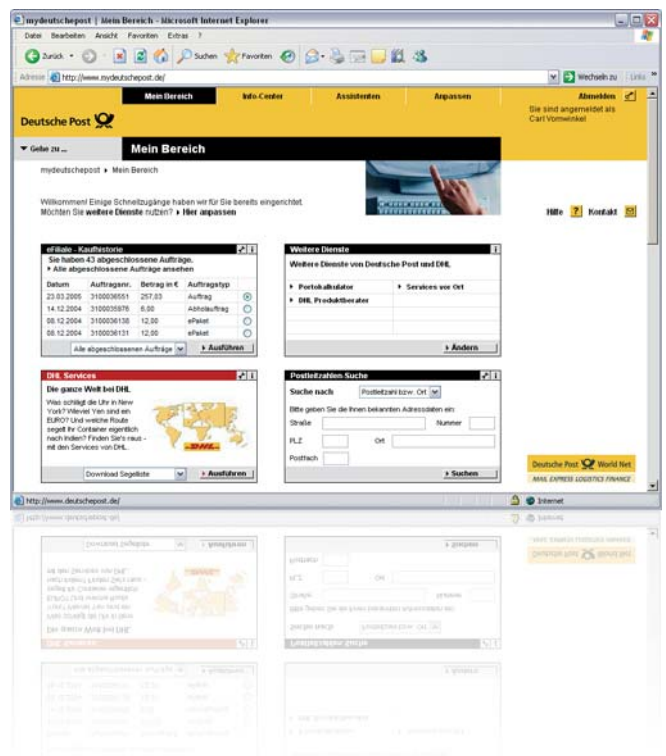 mydeutschepost | Mein Bereich - Microsoft Internet Explorer
Datei Bearbeiten Ansicht Favoriten Extras ?
Zurück Suchen Favoriten
Adresse http://www.mydeutschepost.de/ Wechseln zu Links
Mein Bereich Info-Center Assistenten Anpassen Abmelden
Sie sind angemeldet als
Carl Vomwinkel
Deutsche Post
Gehe zu ... Mein Bereich
mydeutschepost Mein Bereich
Willkommen! Einige Schnellzugänge haben wir für Sie bereits eingerichtet.
Möchten Sie weitere Dienste nutzen? Hier anpassen
Hilfe ? Kontakt
eFiliale - Kaufhistorie
Sie haben 43 abgeschlossene Aufträge.
Alle abgeschlossene Aufträge ansehen
Datum Auftragsnr. Betrag in € Auftragstyp
23.03.2005 3100036551 257,03 Auftrag
14.12.2004 3100035976 6,00 Abholauftrag
08.12.2004 3100036138 12,00 ePaket
08.12.2004 3100036131 12,00 ePaket
Alle abgeschlossenen Aufträge Ausführen
Weitere Dienste
Weitere Dienste von Deutsche Post und DHL
Portokalkulator Services vor Ort
DHL Produktberater
Ändern
DHL Services
Die ganze Welt bei DHL
Was schlägt die Uhr in New
York? Wieviel Yen sind ein
EURO? Und welche Route
segelt Ihr Container eigentlich
nach Indien? Finden Sie's raus -
mit den Services von DHL.
DHL
Download Segelliste Ausführen
Postleitzahlen-Suche
Suche nach Postleitzahl bzw. Ort
Bitte geben Sie die Ihnen bekannten Adressdaten ein:
Straße Nummer
PLZ Ort
Postfach
Suchen
Deutsche Post World Net
MAIL EXPRESS LOGISTICS FINANCE
http://www.deutschepost.de/ Internet